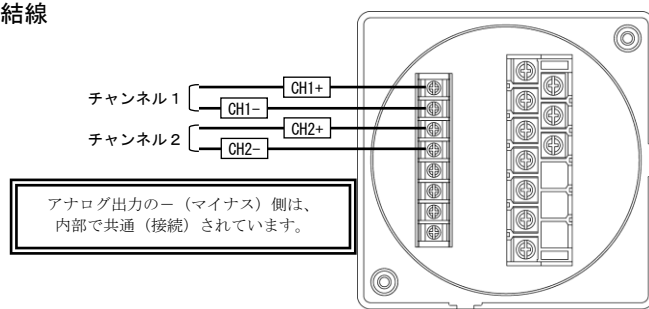 結線
チャンネル1
CH1+
CH1−
チャンネル2
CH2+
CH2−
アナログ出力の−（マイナス）側は、
内部で共通（接続）されています。